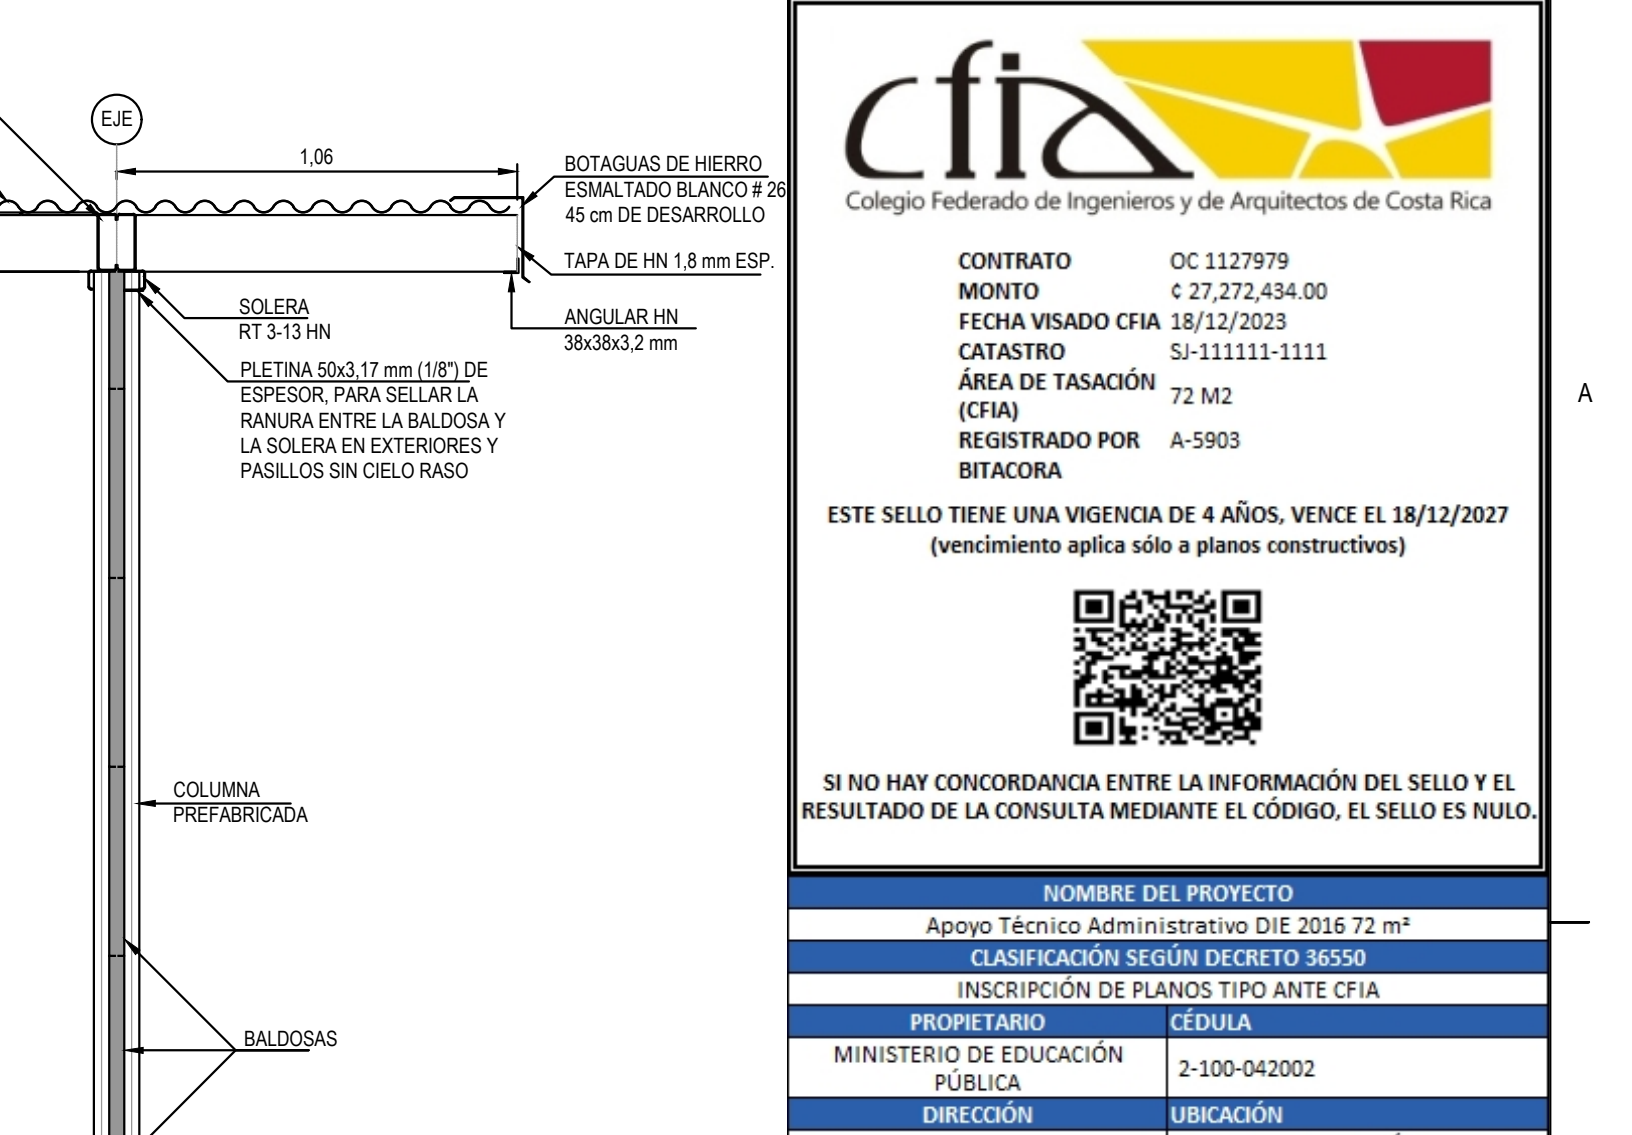 EJE
1,06
BOTAGUAS DE HIERRO
ESMALTADO BLANCO # 26
45 cm DE DESARROLLO
TAPA DE HN 1,8 mm ESP.
SOLERA
RT 3-13 HN
ANGULAR HN
38x38x3,2 mm
PLETINA 50x3,17 mm (1/8") DE
ESPESOR, PARA SELLAR LA
RANURA ENTRE LA BALDOSA Y
LA SOLERA EN EXTERIORES Y
PASILLOS SIN CIELO RASO
COLUMNA
PREFABRICADA
BALDOSAS
cfia
Colegio Federado de Ingenieros y de Arquitectos de Costa Rica
CONTRATO OC 1127979
MONTO ¢ 27,272,434.00
FECHA VISADO CFIA 18/12/2023
CATASTRO SJ-111111-1111
ÁREA DE TASACIÓN
(CFIA) 72 M2
REGISTRADO POR A-5903
BITACORA
ESTE SELLO TIENE UNA VIGENCIA DE 4 AÑOS, VENCE EL 18/12/2027
(vencimiento aplica sólo a planos constructivos)
SI NO HAY CONCORDANCIA ENTRE LA INFORMACIÓN DEL SELLO Y EL
RESULTADO DE LA CONSULTA MEDIANTE EL CÓDIGO, EL SELLO ES NULO.
NOMBRE DEL PROYECTO
Apoyo Técnico Administrativo DIE 2016 72 m²
CLASIFICACIÓN SEGÚN DECRETO 36550
INSCRIPCIÓN DE PLANOS TIPO ANTE CFIA
PROPIETARIO CÉDULA
MINISTERIO DE EDUCACIÓN
PÚBLICA 2-100-042002
DIRECCIÓN UBICACIÓN
A